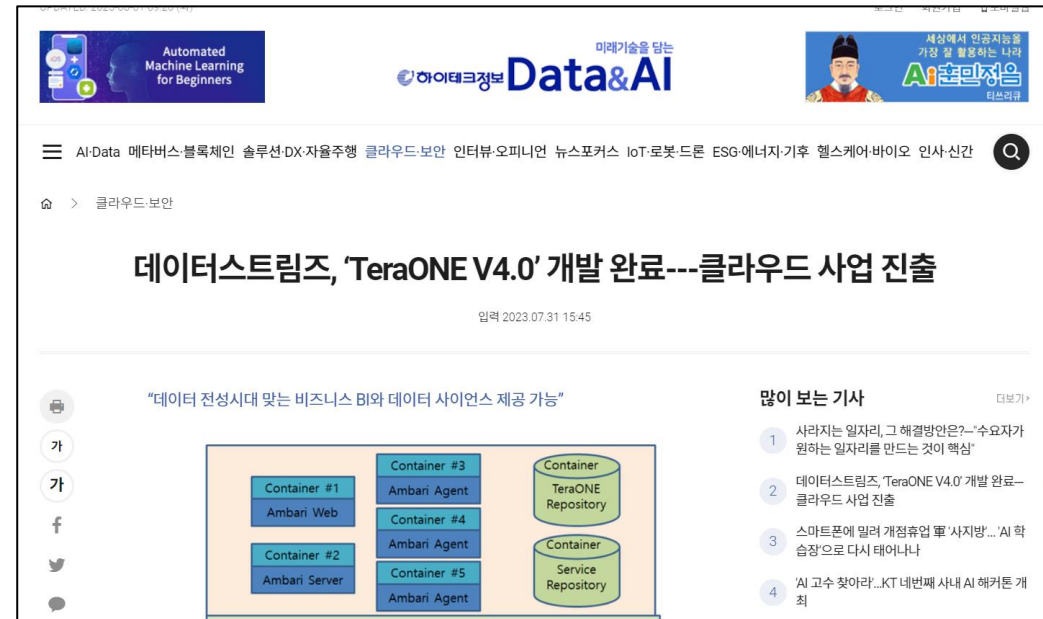 Automated
Machine Learning
for Beginners
미래기술을 담는
하이테크정보 Data&AI
세상에서 인공지능을
가장 잘 활용하는 나라
Ai훈민정음
티쓰리큐
AI·Data 메타버스·블록체인 솔루션·DX·자율주행 클라우드·보안 인터뷰·오피니언 뉴스포커스 IoT·로봇·드론 ESG·에너지·기후 헬스케어·바이오 인사·신간
클라우드·보안
데이터스트림즈, ‘TeraONE V4.0’ 개발 완료---클라우드 사업 진출
입력 2023.07.31 15:45
“데이터 전성시대 맞는 비즈니스 BI와 데이터 사이언스 제공 가능”
가
가
Container #1
Ambari Web
Container #2
Ambari Server
Container #3
Ambari Agent
Container #4
Ambari Agent
Container #5
Ambari Agent
Container
TeraONE
Repository
Container
Service
Repository
많이 보는 기사
더보기
1 사라지는 일자리, 그 해결방안은?─"수요자가
원하는 일자리를 만드는 것이 핵심"
2 데이터스트림즈, ‘TeraONE V4.0’ 개발 완료─
클라우드 사업 진출
3 스마트폰에 밀려 개점휴업 軍 '사지방'... 'AI 학
습장'으로 다시 태어나나
4 'AI 고수 찾아라'...KT 네번째 사내 AI 해커톤 개
최